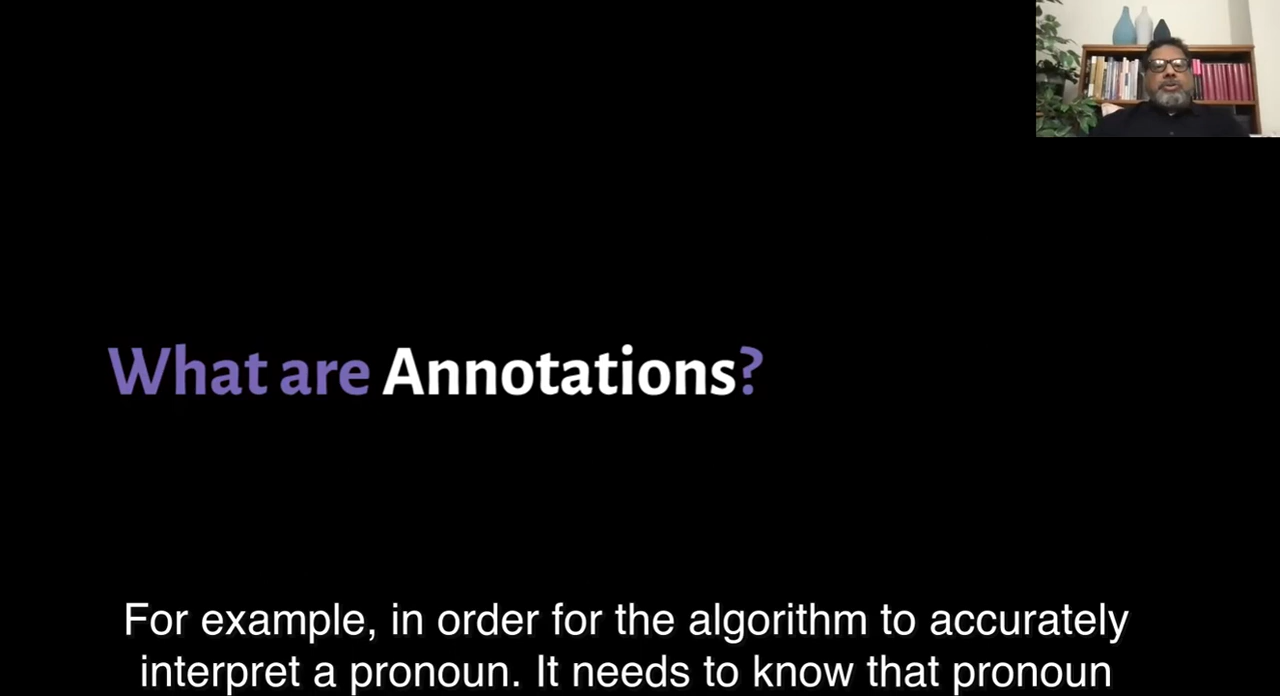 What are Annotations?
For example, in order for the algorithm to accurately
interpret a pronoun. It needs to know that pronoun